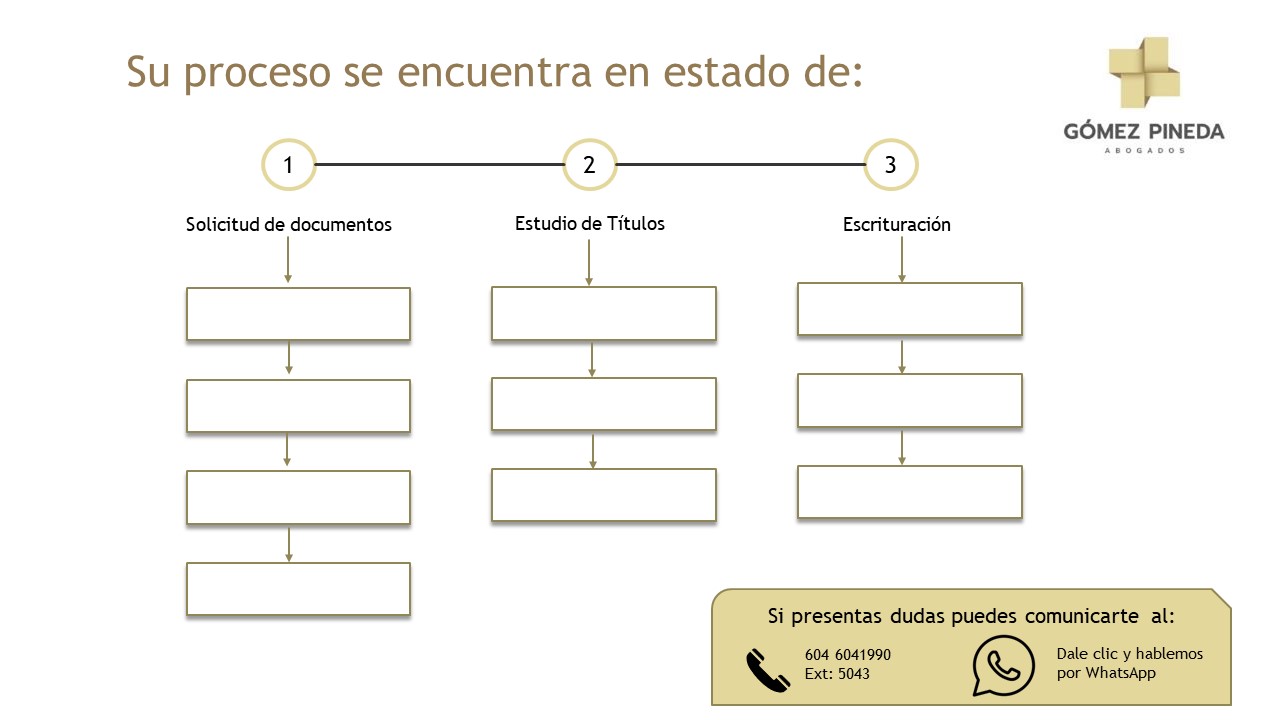 Su proceso se encuentra en estado de:
GÓMEZ PINEDA
ABOGADOS
1
2
3
Solicitud de documentos
Estudio de Títulos
Escrituración
Si presentas dudas puedes comunicarte al:
604 6041990
Ext: 5043
Dale clic y hablemos
por WhatsApp